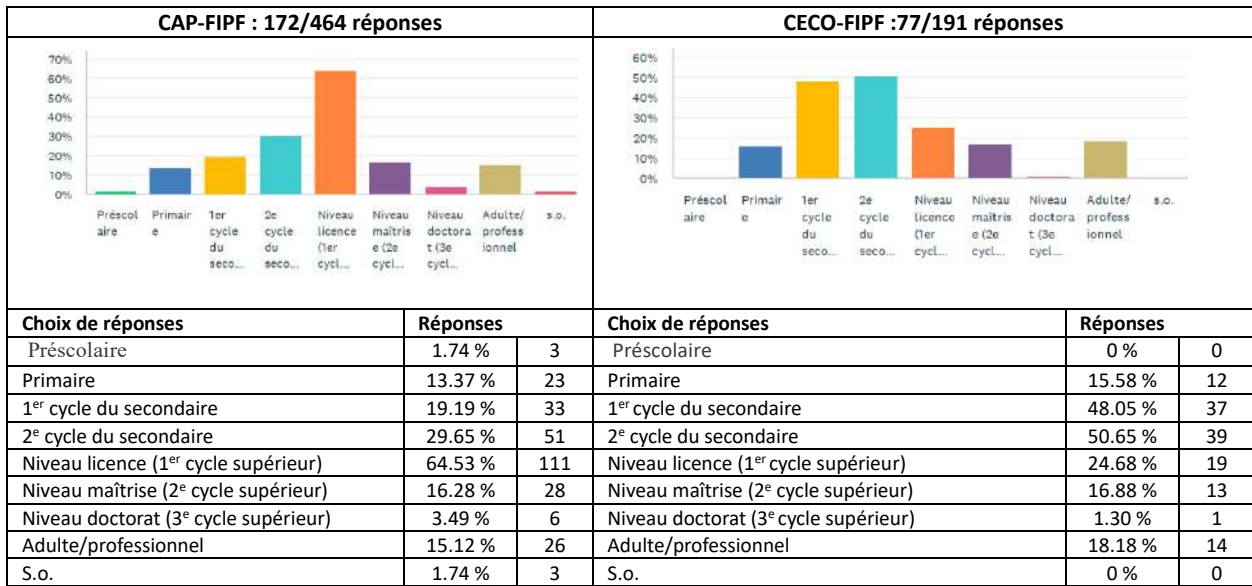 CAP-FIPF : 172/464 réponses
70%
60%
50%
40%
30%
20%
10%
0%
Préscol Primair 1er 2e Niveau Niveau Niveau Adulte/ s.o.
aire e cycle cycle licence maîtris doctora profess
du du (1er e (2e t (3e ionnel
seco... seco... cycl... cycl... cycl...
CECO-FIPF :77/191 réponses
60%
50%
40%
30%
20%
10%
0%
Préscol Primair 1er 2e Niveau Niveau Niveau Adulte/ s.o.
aire e cycle cycle licence maîtris doctora profess
du du (1er e (2e t (3e ionnel
seco... seco... cycl... cycl... cycl...
Choix de réponses Réponses Choix de réponses Réponses
Préscolaire 1.74 % 3 Préscolaire 0 % 0
Primaire 13.37 % 23 Primaire 15.58 % 12
1er cycle du secondaire 19.19 % 33 1er cycle du secondaire 48.05 % 37
2e cycle du secondaire 29.65 % 51 2e cycle du secondaire 50.65 % 39
Niveau licence (1er cycle supérieur) 64.53 % 111 Niveau licence (1er cycle supérieur) 24.68 % 19
Niveau maîtrise (2e cycle supérieur) 16.28 % 28 Niveau maîtrise (2e cycle supérieur) 16.88 % 13
Niveau doctorat (3e cycle supérieur) 3.49 % 6 Niveau doctorat (3e cycle supérieur) 1.30 % 1
Adulte/professionnel 15.12 % 26 Adulte/professionnel 18.18 % 14
S.o. 1.74 % 3 S.o. 0 % 0